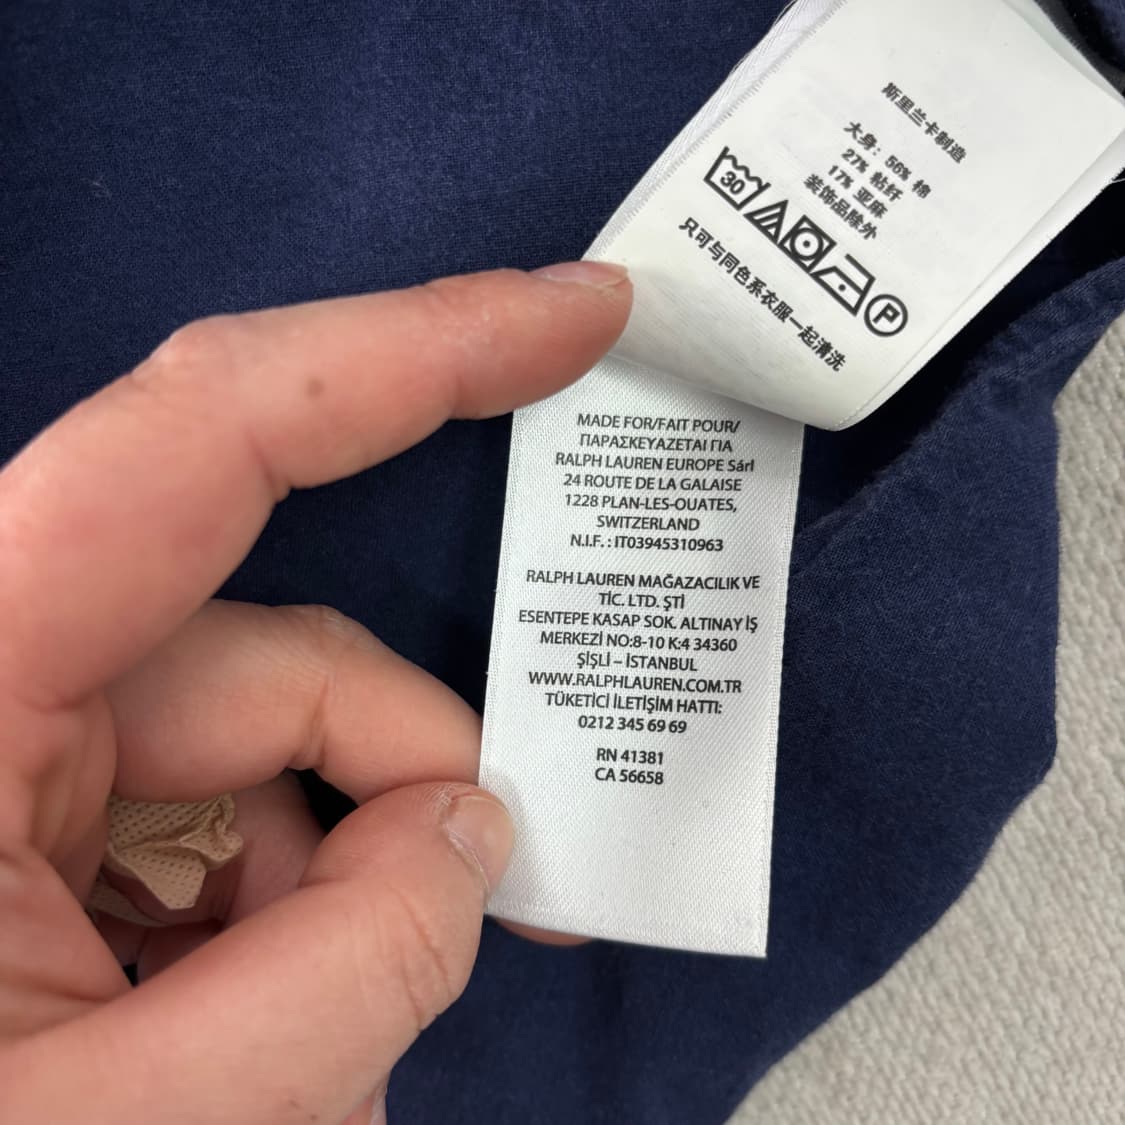 斯里兰卡制造
大身：56% 棉
27% 粘纤
17% 亚麻
装饰品除外
30
P
只可与同色系衣服一起清洗
MADE FOR/FAIT POUR/
ΠΑΡΑΣΚΕΥΑΖΕΤΑΙ ΓΙΑ
RALPH LAUREN EUROPE Sárl
24 ROUTE DE LA GALAISE
1228 PLAN-LES-OUATES,
SWITZERLAND
N.I.F. : IT03945310963
RALPH LAUREN MAĞAZACILIK VE
TİC. LTD. ŞTİ
ESENTEPE KASAP SOK. ALTINAY İŞ
MERKEZİ NO:8-10 K:4 34360
ŞİŞLİ – İSTANBUL
WWW.RALPHLAUREN.COM.TR
TÜKETİCİ İLETİŞİM HATTI:
0212 345 69 69
RN 41381
CA 56658